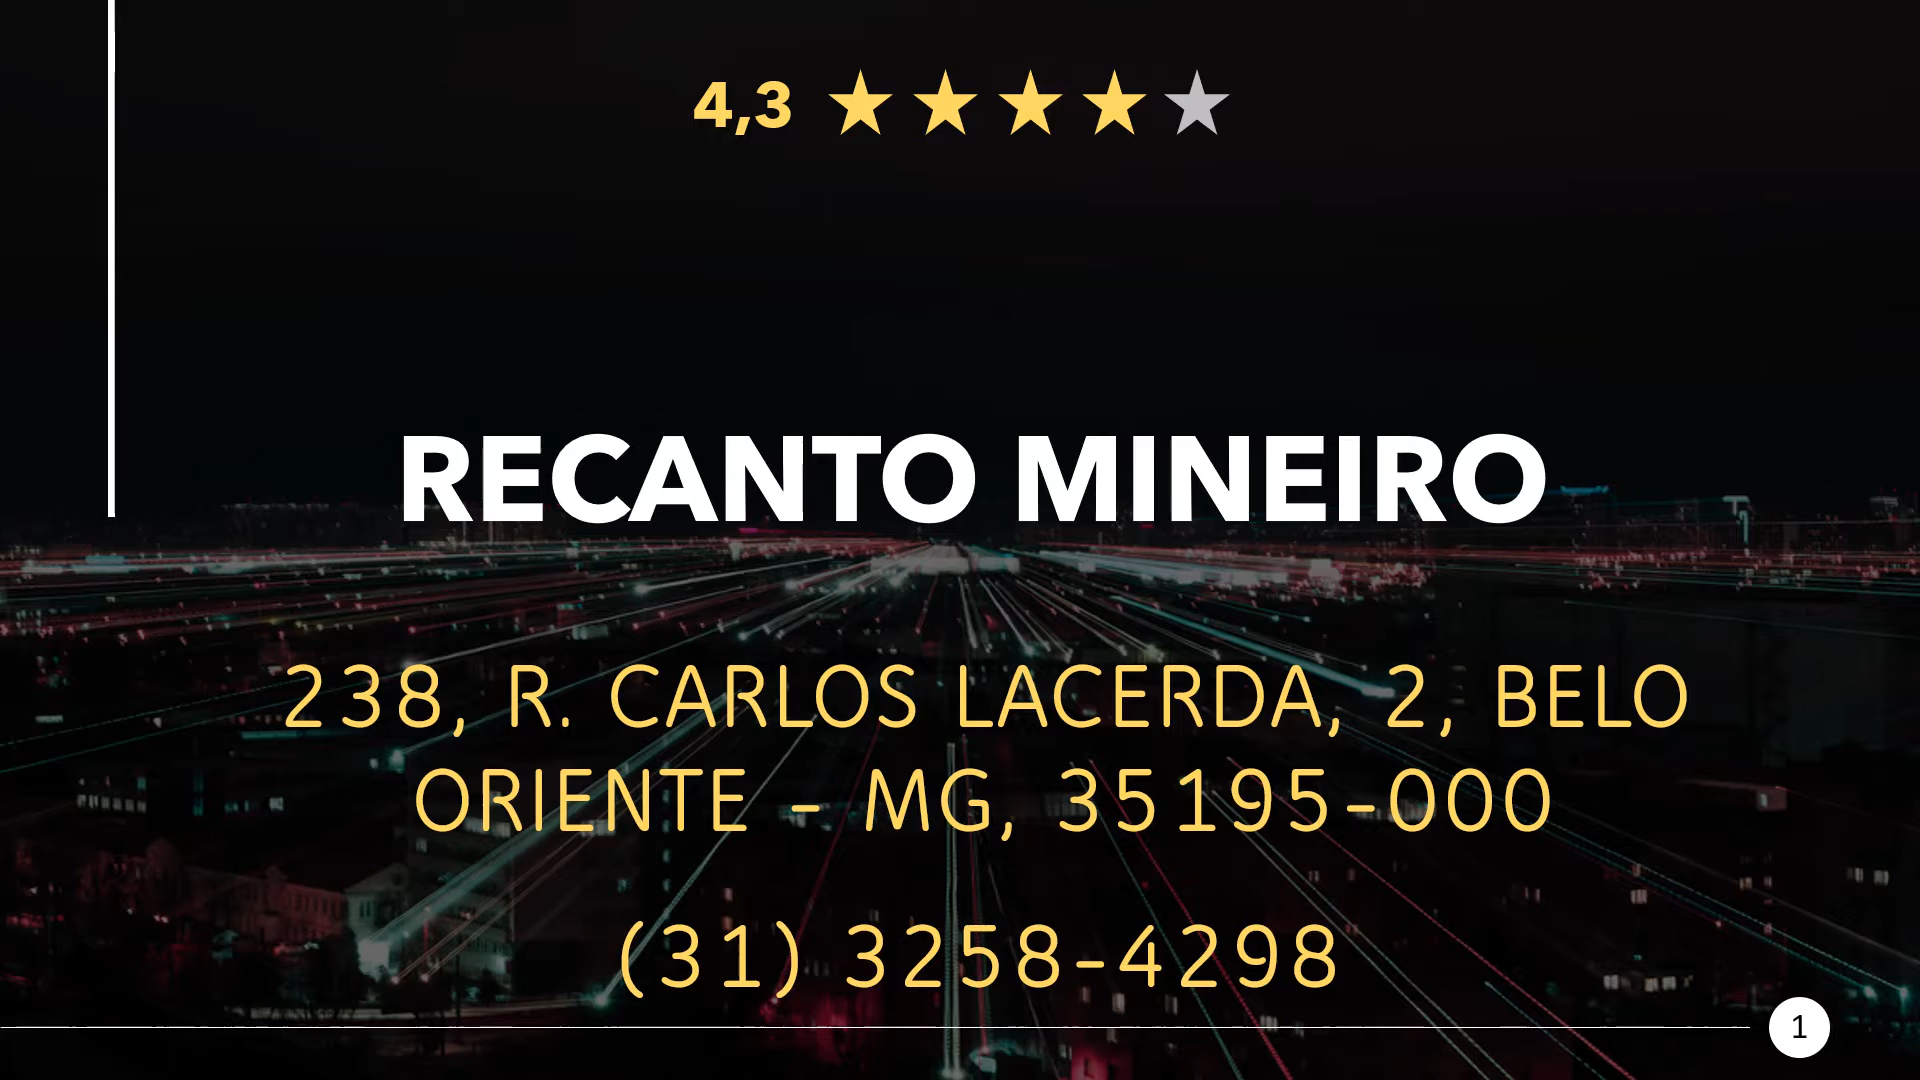 4,3
RECANTO MINEIRO
238, R. CARLOS LACERDA, 2, BELO
ORIENTE - MG, 35195-000
(31) 3258-4298
1